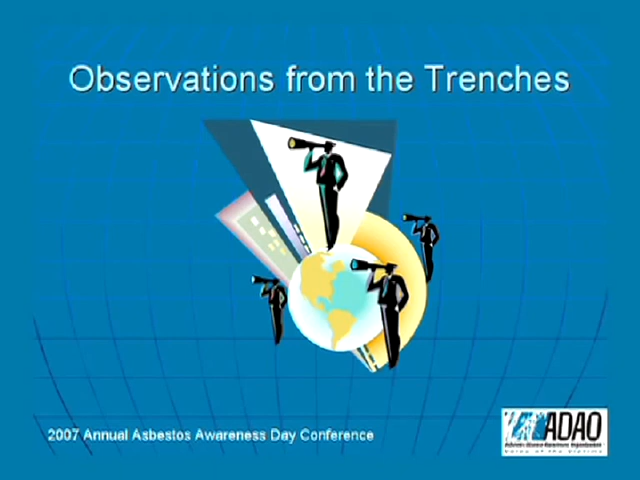 Observations from the Trenches
2007 Annual Asbestos Awareness Day Conference
ADAO